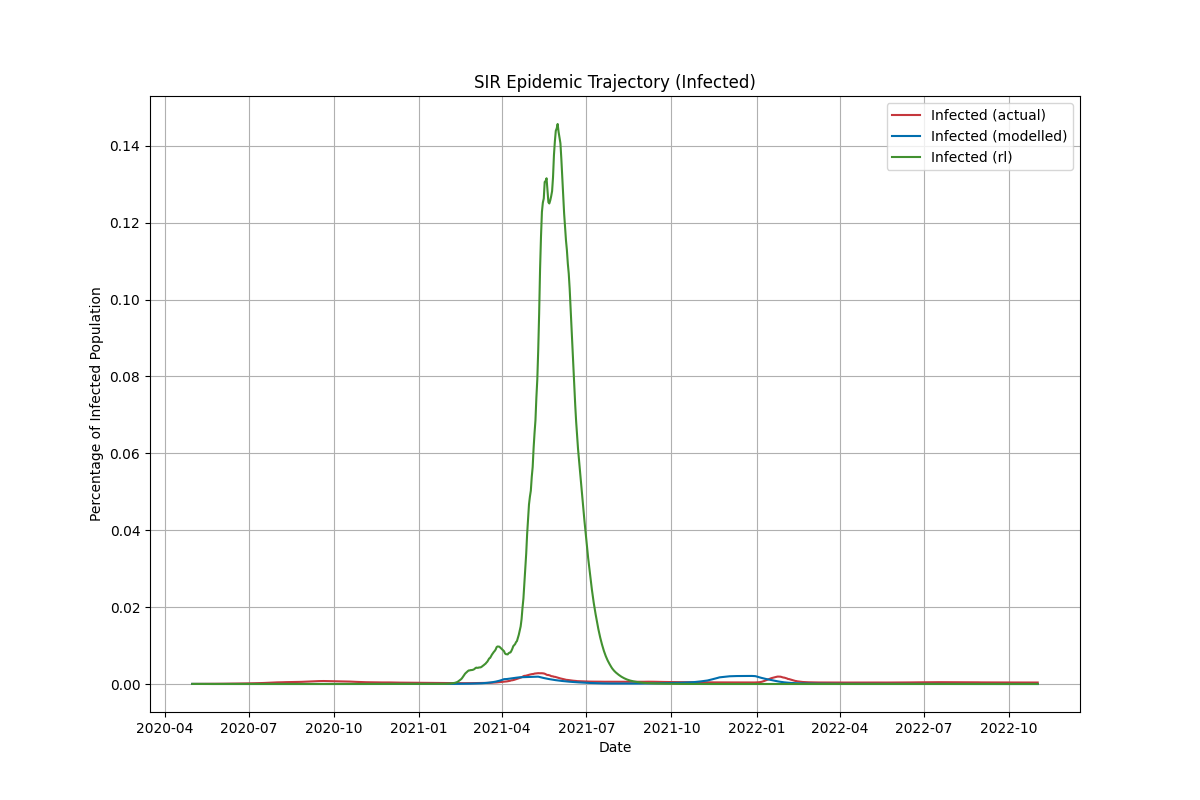 SIR Epidemic Trajectory (Infected)
Infected (actual)
Infected (modelled)
Infected (rl)
Percentage of Infected Population
0.14
0.12
0.10
0.08
0.06
0.04
0.02
0.00
2020-04 2020-07 2020-10 2021-01 2021-04 2021-07 2021-10 2022-01 2022-04 2022-07 2022-10
Date